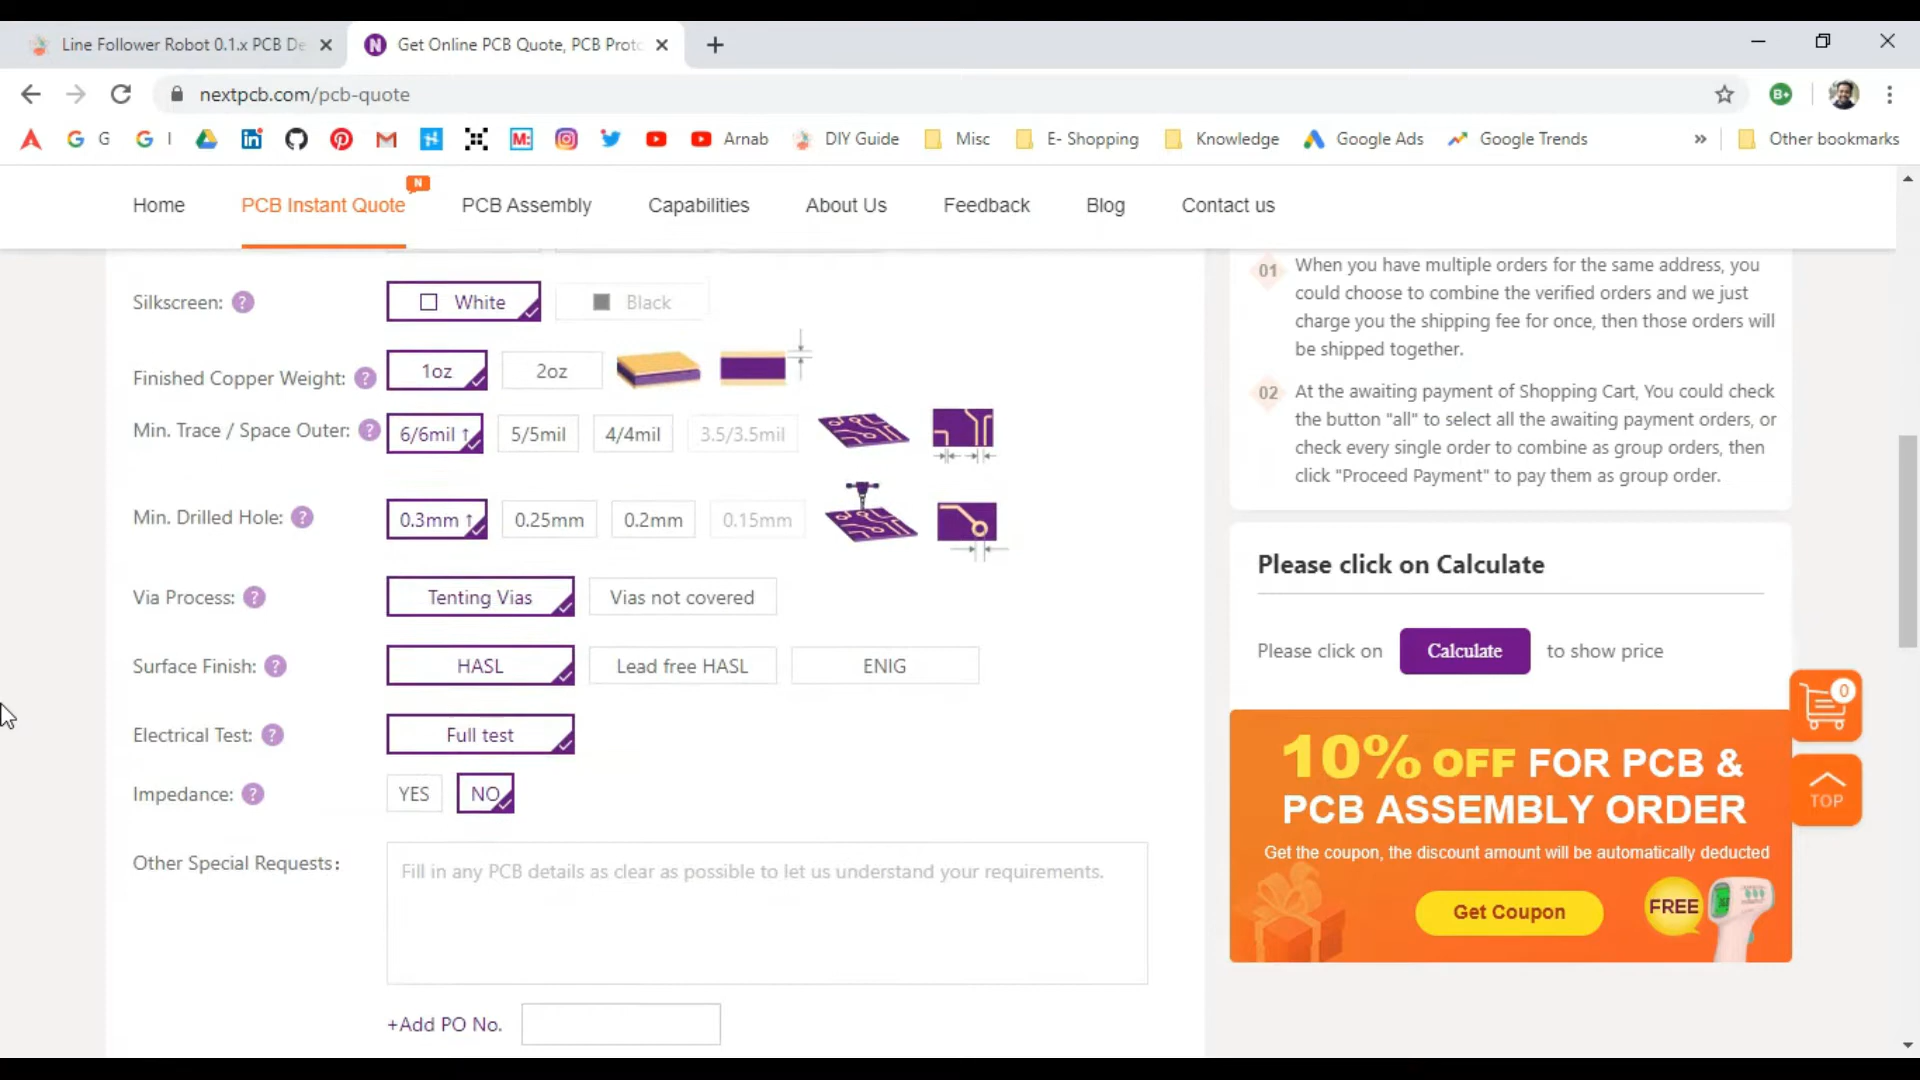 Line Follower Robot 0.1.x PCB De
Get Online PCB Quote, PCB Proto
nextpcb.com/pcb-quote
B+
G
I
M:
Arnab
DIY Guide
Misc
E- Shopping
Knowledge
Google Ads
Google Trends
»
Other bookmarks
Home
PCB Instant Quote
N
PCB Assembly
Capabilities
About Us
Feedback
Blog
Contact us
Silkscreen: ?
White
Black
Finished Copper Weight: ?
1oz
2oz
Min. Trace / Space Outer: ?
6/6mil ↑
5/5mil
4/4mil
3.5/3.5mil
Min. Drilled Hole: ?
0.3mm ↑
0.25mm
0.2mm
0.15mm
Via Process: ?
Tenting Vias
Vias not covered
Surface Finish: ?
HASL
Lead free HASL
ENIG
Electrical Test: ?
Full test
Impedance: ?
YES
NO
Other Special Requests:
Fill in any PCB details as clear as possible to let us understand your requirements.
+Add PO No.
01 When you have multiple orders for the same address, you
could choose to combine the verified orders and we just
charge you the shipping fee for once, then those orders will
be shipped together.
02 At the awaiting payment of Shopping Cart, You could check
the button "all" to select all the awaiting payment orders, or
check every single order to combine as group orders, then
click "Proceed Payment" to pay them as group order.
Please click on Calculate
Please click on Calculate to show price
0
TOP
10% OFF FOR PCB &
PCB ASSEMBLY ORDER
Get the coupon, the discount amount will be automatically deducted
Get Coupon
FREE